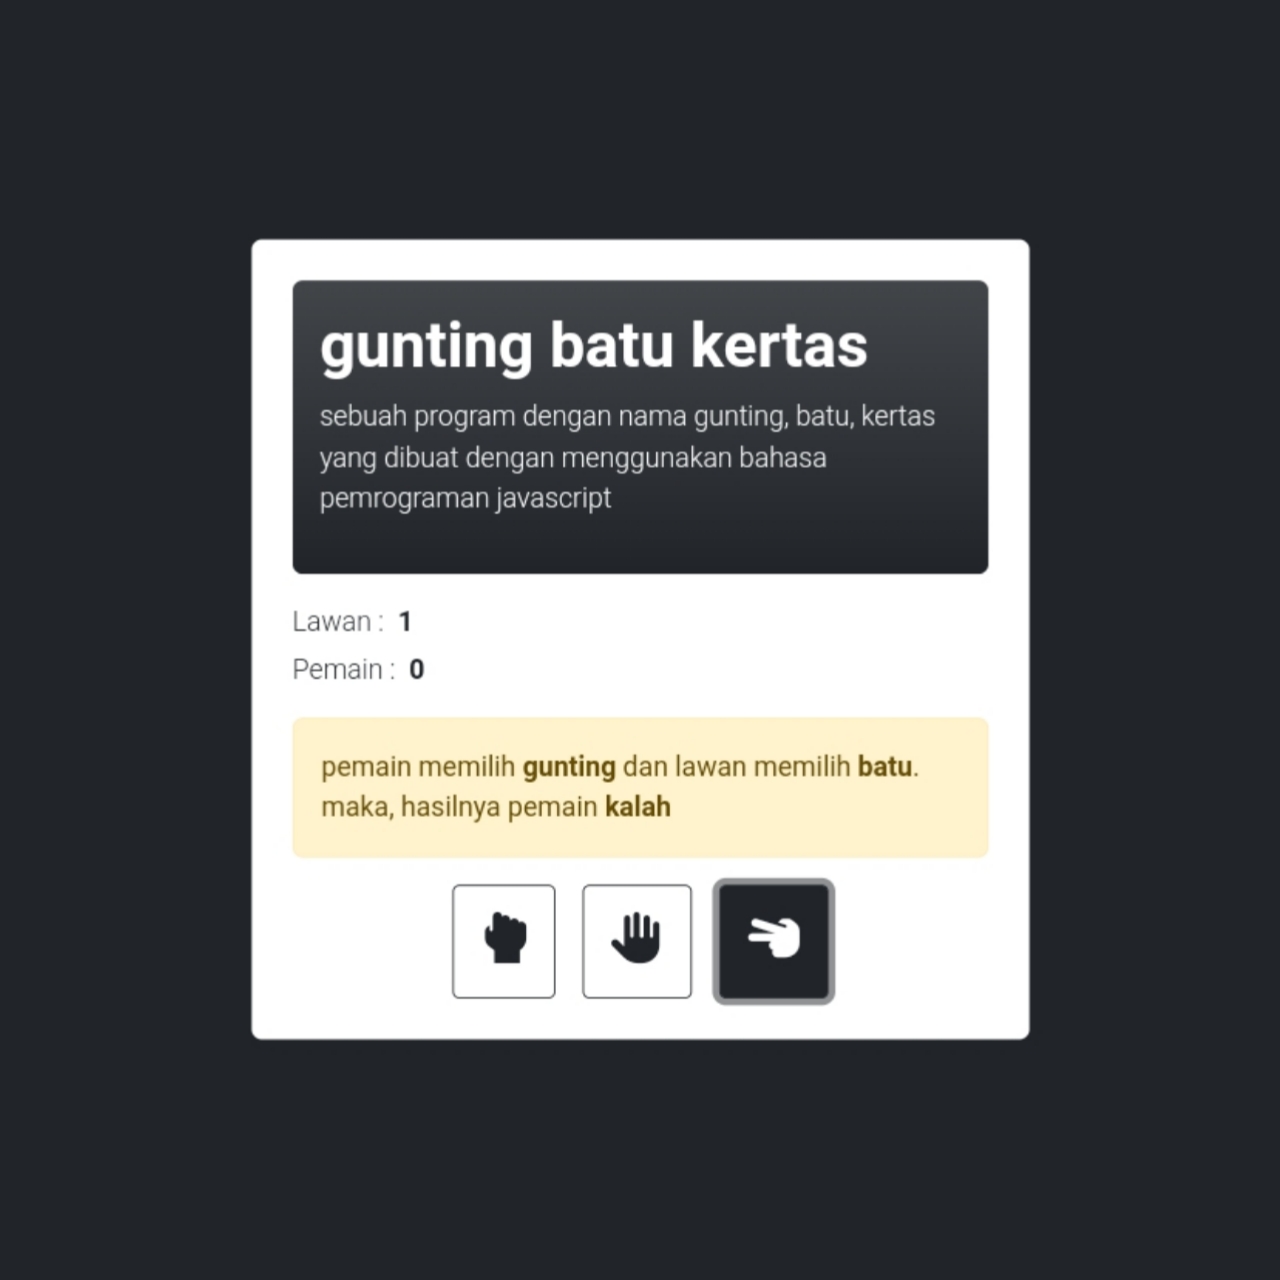 gunting batu kertas
sebuah program dengan nama gunting, batu, kertas
yang dibuat dengan menggunakan bahasa
pemrograman javascript
Lawan : 1
Pemain : 0
pemain memilih gunting dan lawan memilih batu.
maka, hasilnya pemain kalah